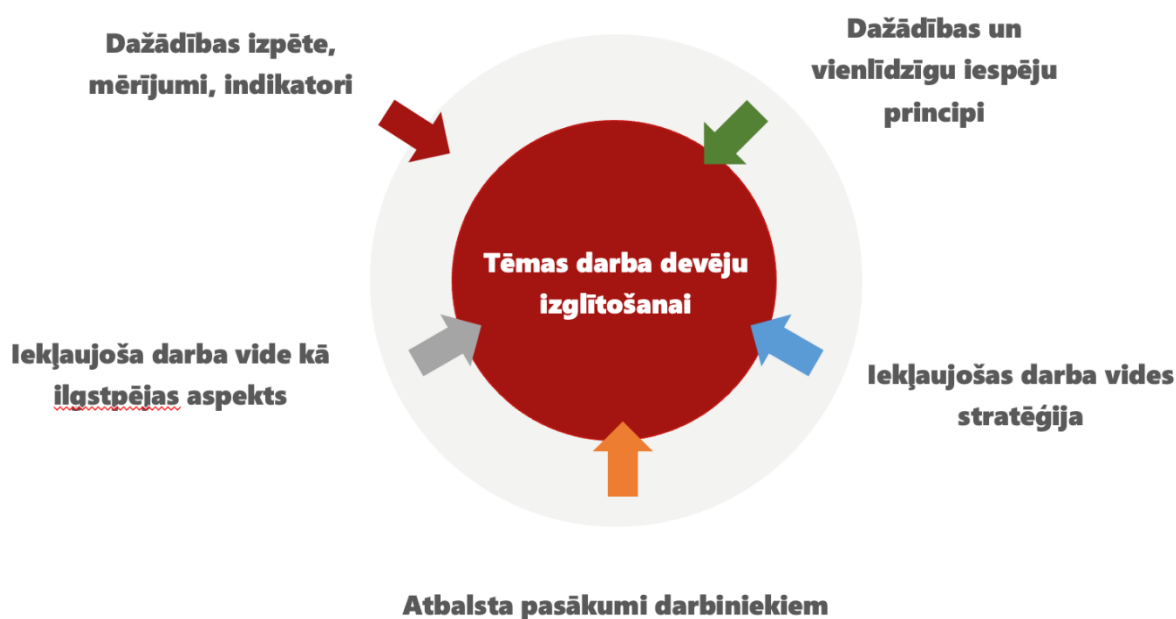 Dažādības izpēte,
mērījumi, indikatori
Dažādības un
vienlīdzīgu iespēju
principi
Tēmas darba devēju
izglītošanai
Iekļaujoša darba vide kā
ilgstpējas aspekts
Iekļaujošas darba vides
stratēģija
Atbalsta pasākumi darbiniekiem